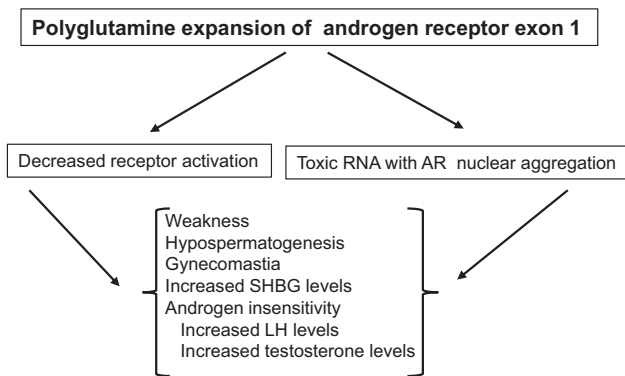 Polyglutamine expansion of androgen receptor exon 1
Decreased receptor activation
Toxic RNA with AR nuclear aggregation
Weakness
Hypospermatogenesis
Gynecomastia
Increased SHBG levels
Androgen insensitivity
Increased LH levels
Increased testosterone levels